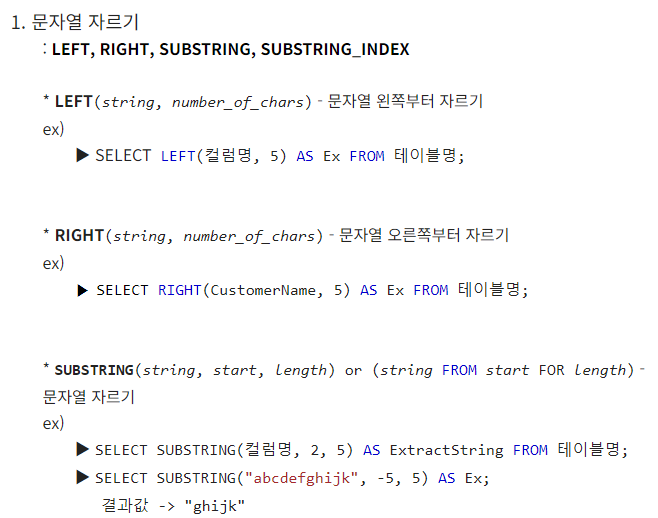 1. 문자열 자르기
: LEFT, RIGHT, SUBSTRING, SUBSTRING_INDEX
* LEFT(string, number_of_chars) - 문자열 왼쪽부터 자르기
ex)
▶ SELECT LEFT(컬럼명, 5) AS Ex FROM 테이블명;
* RIGHT(string, number_of_chars) - 문자열 오른쪽부터 자르기
ex)
▶ SELECT RIGHT(CustomerName, 5) AS Ex FROM 테이블명;
* SUBSTRING(string, start, length) or (string FROM start FOR length) -
문자열 자르기
ex)
▶ SELECT SUBSTRING(컬럼명, 2, 5) AS ExtractString FROM 테이블명;
▶ SELECT SUBSTRING("abcdefghijk", -5, 5) AS Ex;
결과값 -> "ghijk"